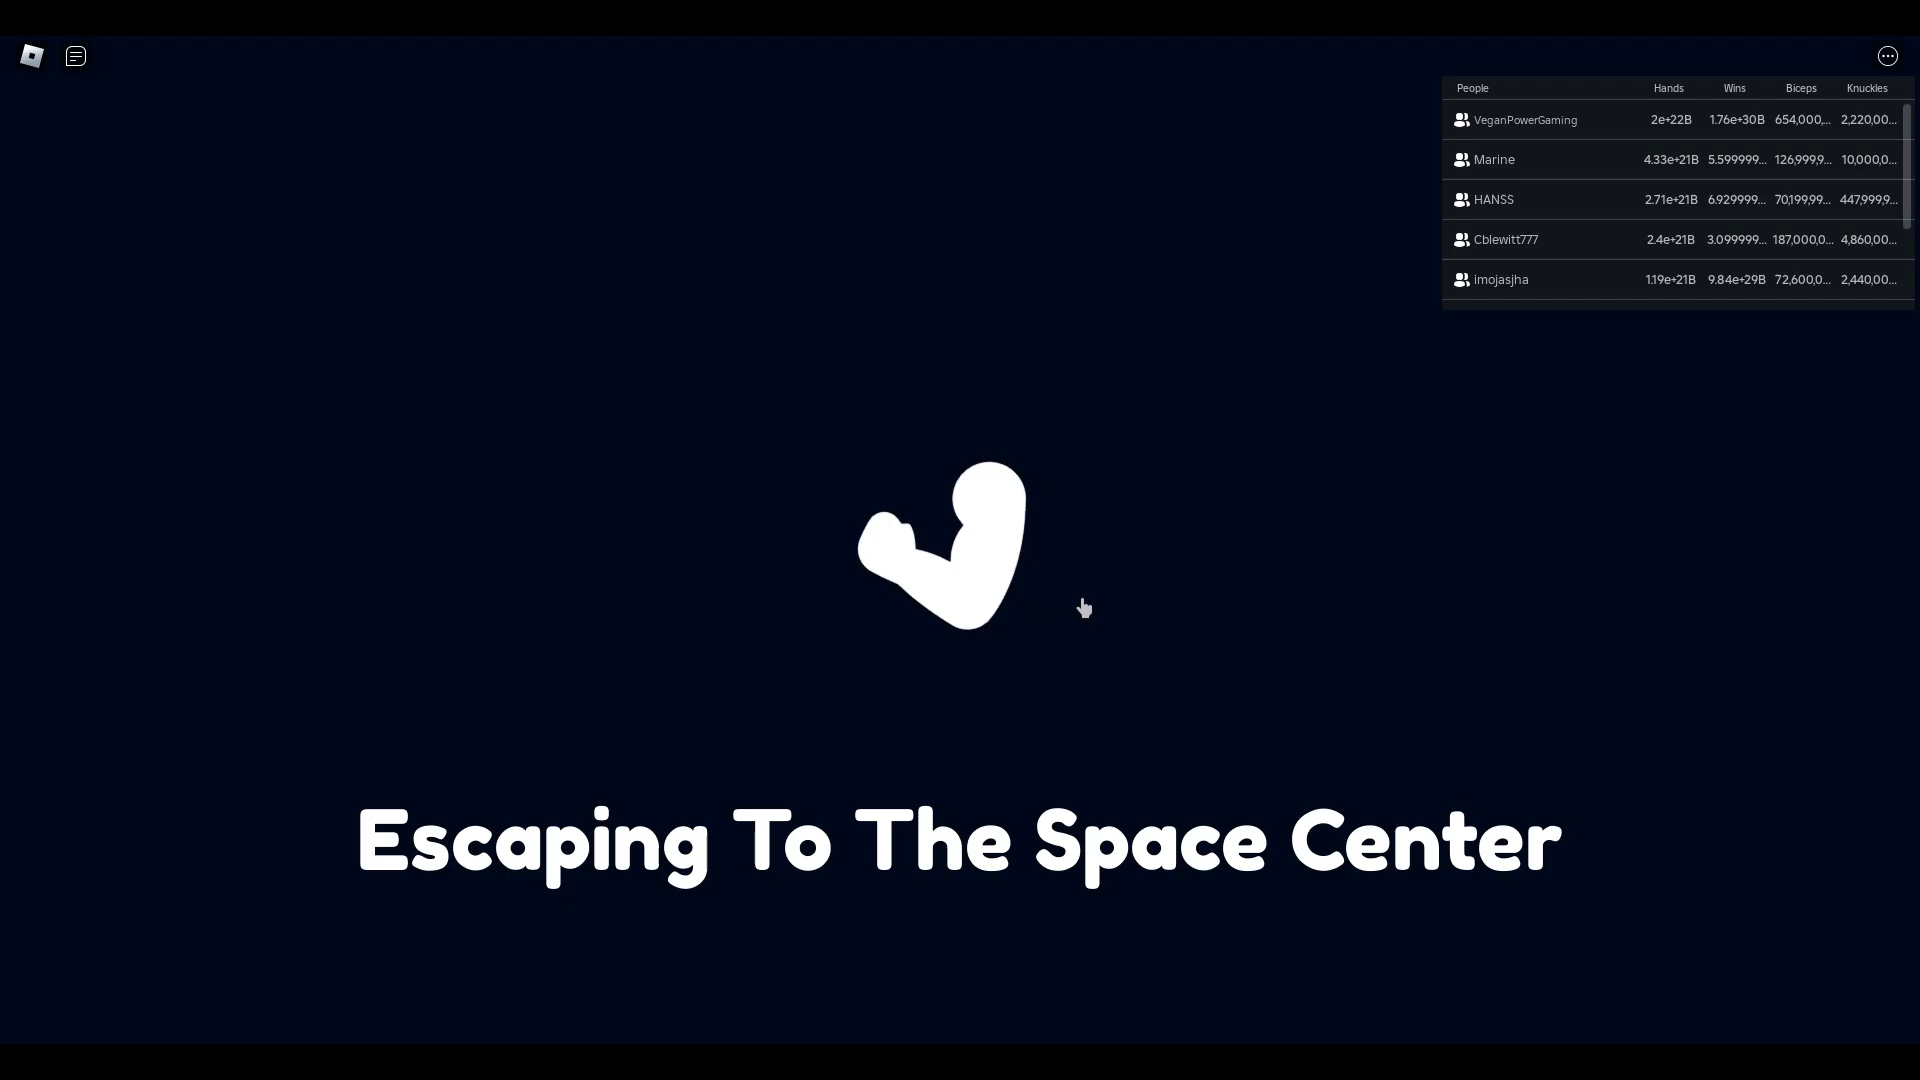 People Hands Wins Biceps Knuckles
VeganPowerGaming 2e+22B 1.76e+30B 654,000,... 2,220,00...
Marine 4.33e+21B 5.599999... 126,999,9... 10,000,0...
HANSS 2.71e+21B 6.929999... 70,199,99... 447,999,9...
Cblewitt777 2.4e+21B 3.099999... 187,000,0... 4,860,00...
imojasjha 1.19e+21B 9.84e+29B 72,600,0... 2,440,00...
Escaping To The Space Center